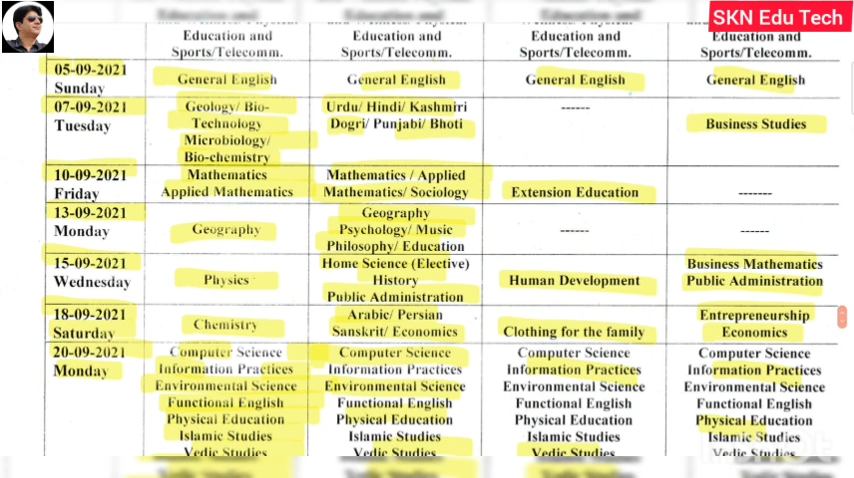 SKN Edu Tech
Education and
Education and
Education and
Education and
Sports/Telecomm.
Sports/Telecomm.
Sports/Telecomm.
Sports/Telecomm.
05-09-2021
Sunday
General English
General English
General English
General English
07-09-2021
Tuesday
Geology/ Bio-
Technology
Microbiology/
Bio-chemistry
Urdu/ Hindi/ Kashmiri
Dogri/ Punjabi/ Bhoti
------
Business Studies
10-09-2021
Friday
Mathematics
Applied Mathematics
Mathematics / Applied
Mathematics/ Sociology
Extension Education
-------
13-09-2021
Monday
Geography
Geography
Psychology/ Music
Philosophy/ Education
------
------
15-09-2021
Wednesday
Physics
Home Science (Elective)
History
Public Administration
Human Development
Business Mathematics
Public Administration
18-09-2021
Saturday
Chemistry
Arabic/ Persian
Sanskrit/ Economics
Clothing for the family
Entrepreneurship
Economics
20-09-2021
Monday
Computer Science
Information Practices
Environmental Science
Functional English
Physical Education
Islamic Studies
Vedic Studies
Computer Science
Information Practices
Environmental Science
Functional English
Physical Education
Islamic Studies
Vedic Studies
Computer Science
Information Practices
Environmental Science
Functional English
Physical Education
Islamic Studies
Vedic Studies
Computer Science
Information Practices
Environmental Science
Functional English
Physical Education
Islamic Studies
Vedic Studies